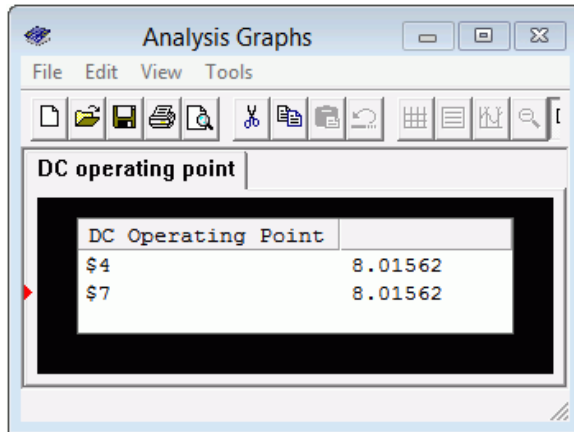 Analysis Graphs
File Edit View Tools
DC operating point
DC Operating Point
$4 8.01562
$7 8.01562